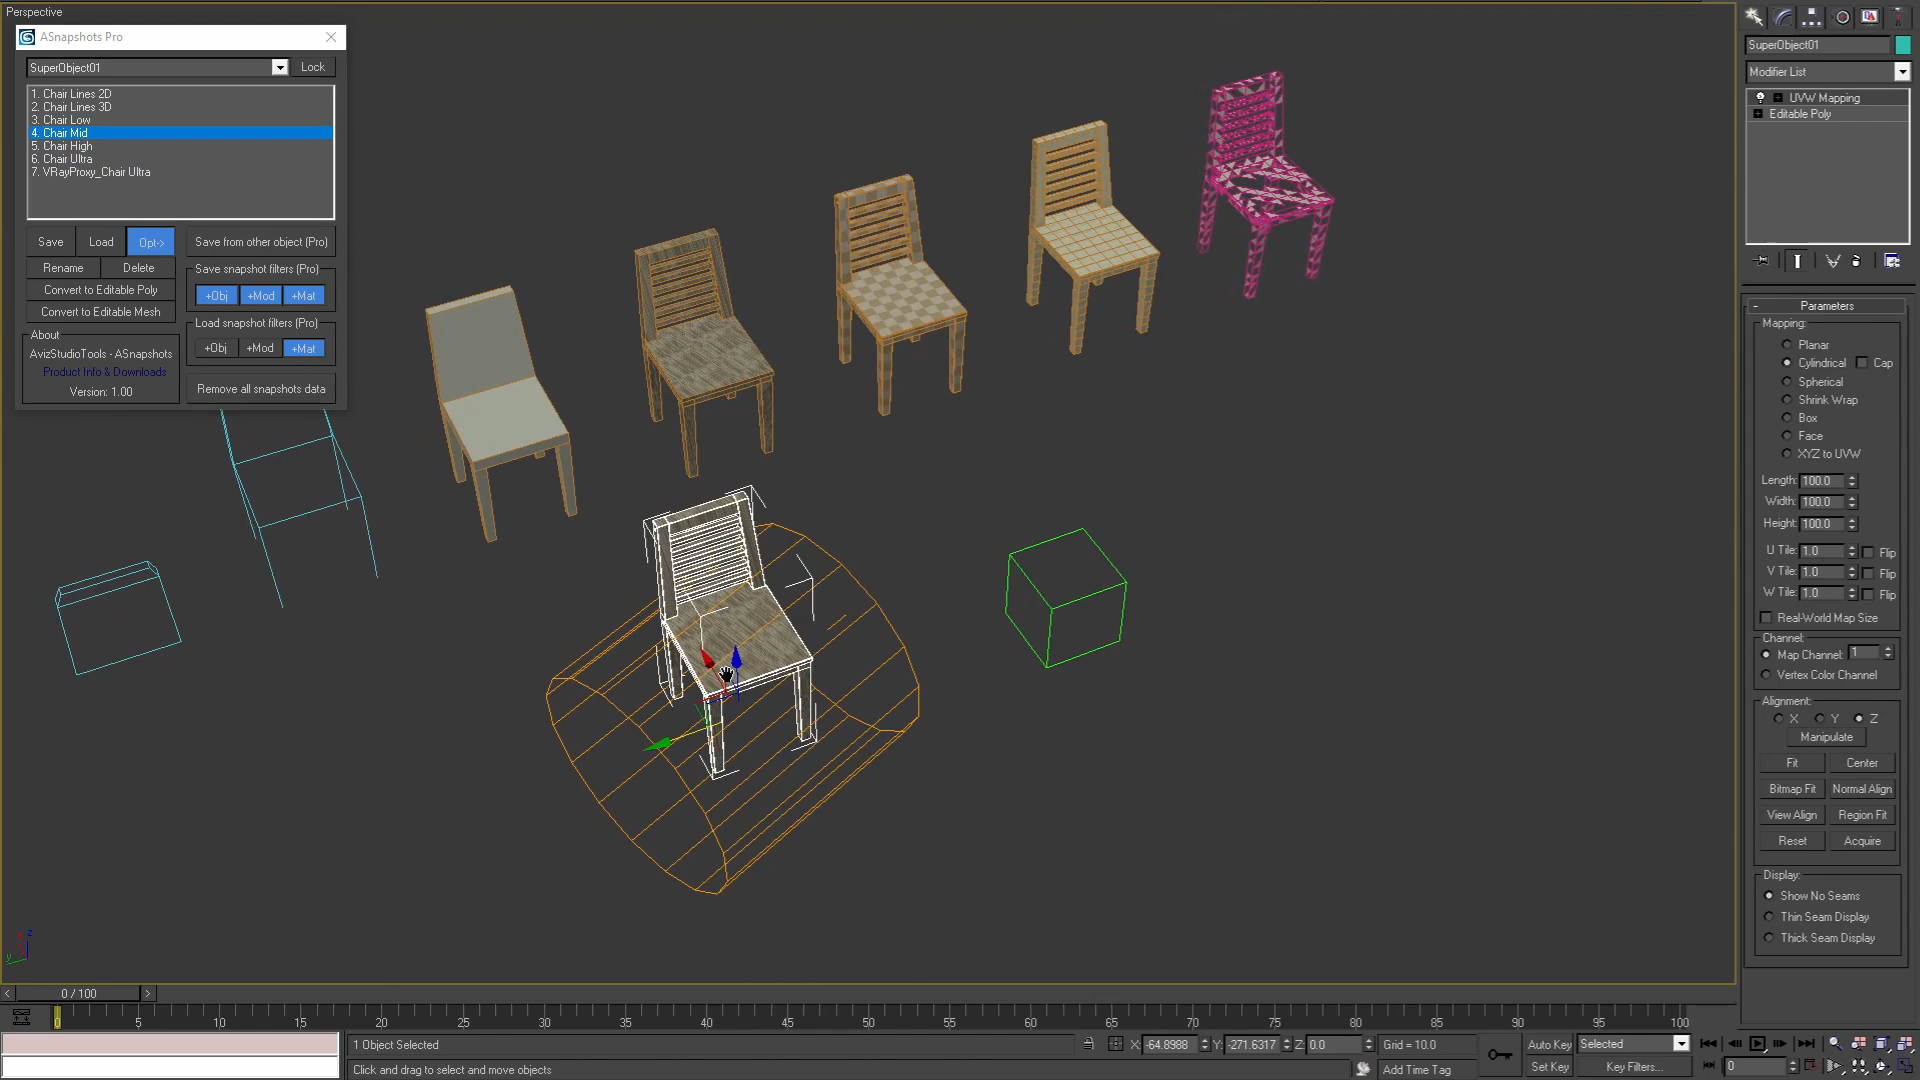 Perspective
ASnapshots Pro
SuperObject01
Lock
1. Chair Lines 2D
2. Chair Lines 3D
3. Chair Low
4. Chair Mid
5. Chair High
6. Chair Ultra
7. VRayProxy_Chair Ultra
Save
Load
Opt->
Rename
Delete
Convert to Editable Poly
Convert to Editable Mesh
About
AvizStudioTools - ASnapshots
Product Info & Downloads
Version: 1.00
Save from other object (Pro)
Save snapshot filters (Pro)
+Obj
+Mod
+Mat
Load snapshot filters (Pro)
+Obj
+Mod
+Mat
Remove all snapshots data
SuperObject01
Modifier List
UVW Mapping
Editable Poly
Parameters
Mapping:
Planar
Cylindrical
Cap
Spherical
Shrink Wrap
Box
Face
XYZ to UVW
Length: 100.0
Width: 100.0
Height: 100.0
U Tile: 1.0 Flip
V Tile: 1.0 Flip
W Tile: 1.0 Flip
Real-World Map Size
Channel:
Map Channel: 1
Vertex Color Channel
Alignment:
X Y Z
Manipulate
Fit
Center
Bitmap Fit
Normal Align
View Align
Region Fit
Reset
Acquire
Display:
Show No Seams
Thin Seam Display
Thick Seam Display
z
y
< 0 / 100 >
0 5 10 15 20 25 30 35 40 45 50 55 60 65 70 75 80 85 90 95 100
1 Object Selected
X: -64.8988 Y: -271.6317 Z: 0.0
Grid = 10.0
Auto Key
Selected
Click and drag to select and move objects
Add Time Tag
Set Key
Key Filters...
0